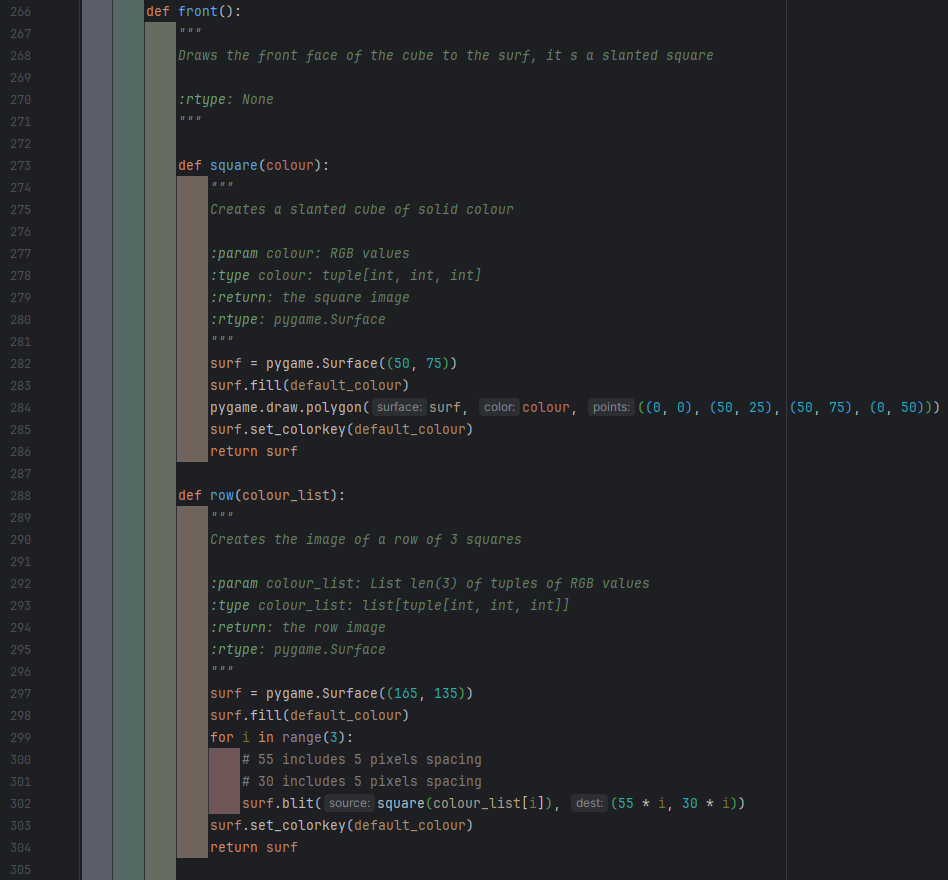 266 def front():
267 """
268 Draws the front face of the cube to the surf, it s a slanted square
269
270 :rtype: None
271 """
272
273 def square(colour):
274 """
275 Creates a slanted cube of solid colour
276
277 :param colour: RGB values
278 :type colour: tuple[int, int, int]
279 :return: the square image
280 :rtype: pygame.Surface
281 """
282 surf = pygame.Surface((50, 75))
283 surf.fill(default_colour)
284 pygame.draw.polygon( surface: surf, color: colour, points: ((0, 0), (50, 25), (50, 75), (0, 50)))
285 surf.set_colorkey(default_colour)
286 return surf
287
288 def row(colour_list):
289 """
290 Creates the image of a row of 3 squares
291
292 :param colour_list: List len(3) of tuples of RGB values
293 :type colour_list: list[tuple[int, int, int]]
294 :return: the row image
295 :rtype: pygame.Surface
296 """
297 surf = pygame.Surface((165, 135))
298 surf.fill(default_colour)
299 for i in range(3):
300 # 55 includes 5 pixels spacing
301 # 30 includes 5 pixels spacing
302 surf.blit( source: square(colour_list[i]), dest: (55 * i, 30 * i))
303 surf.set_colorkey(default_colour)
304 return surf
305